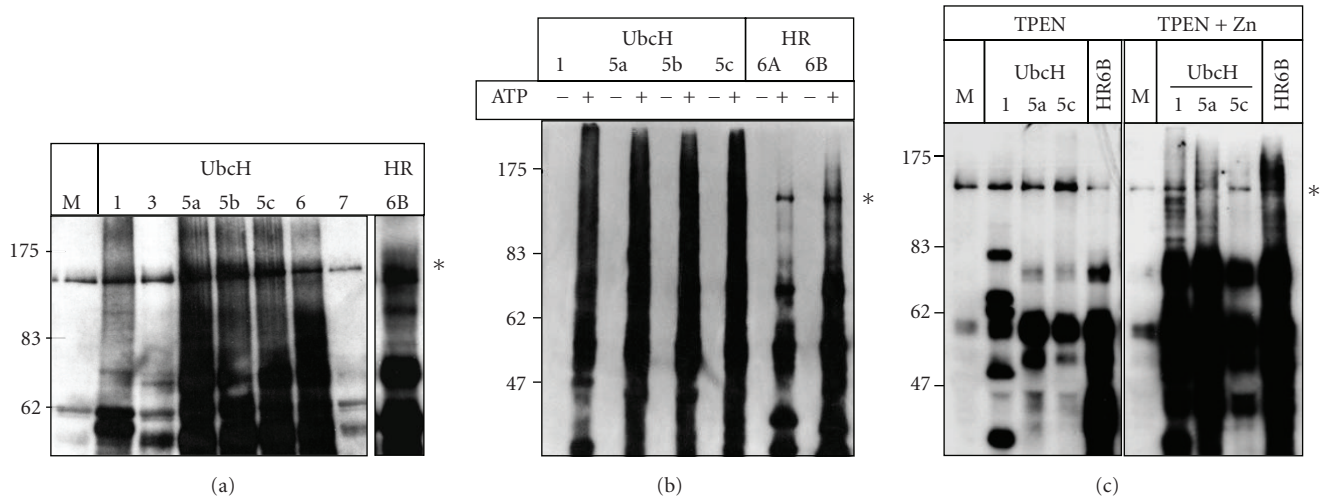 UbcH HR
M 1 3 5a 5b 5c 6 7 6B
175
*
83
62
(a)
UbcH HR
1 5a 5b 5c 6A 6B
ATP − + − + − + − + − + − +
175
*
83
62
47
(b)
TPEN TPEN + Zn
UbcH HR6B UbcH HR6B
M 1 5a 5c M 1 5a 5c
175
*
83
62
47
(c)